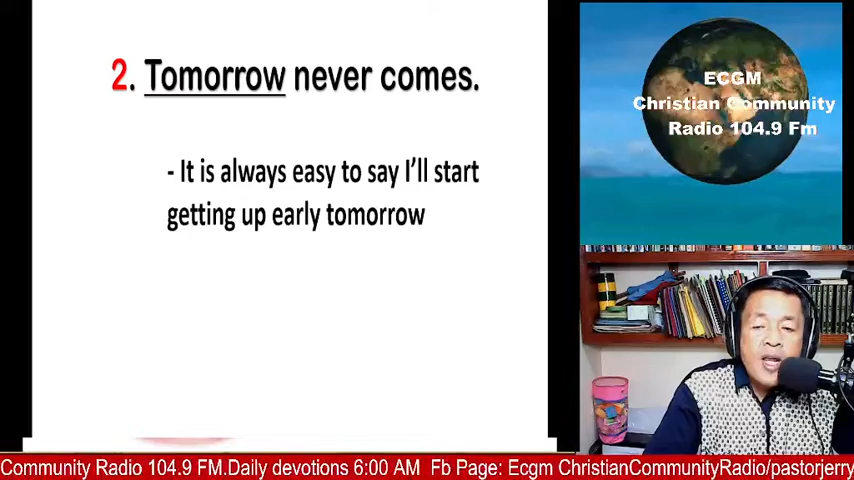 2. Tomorrow never comes.
- It is always easy to say I'll start
getting up early tomorrow
ECGM
Christian Community
Radio 104.9 Fm
Community Radio 104.9 FM.Daily devotions 6:00 AM Fb Page: Ecgm ChristianCommunityRadio/pastorjerry